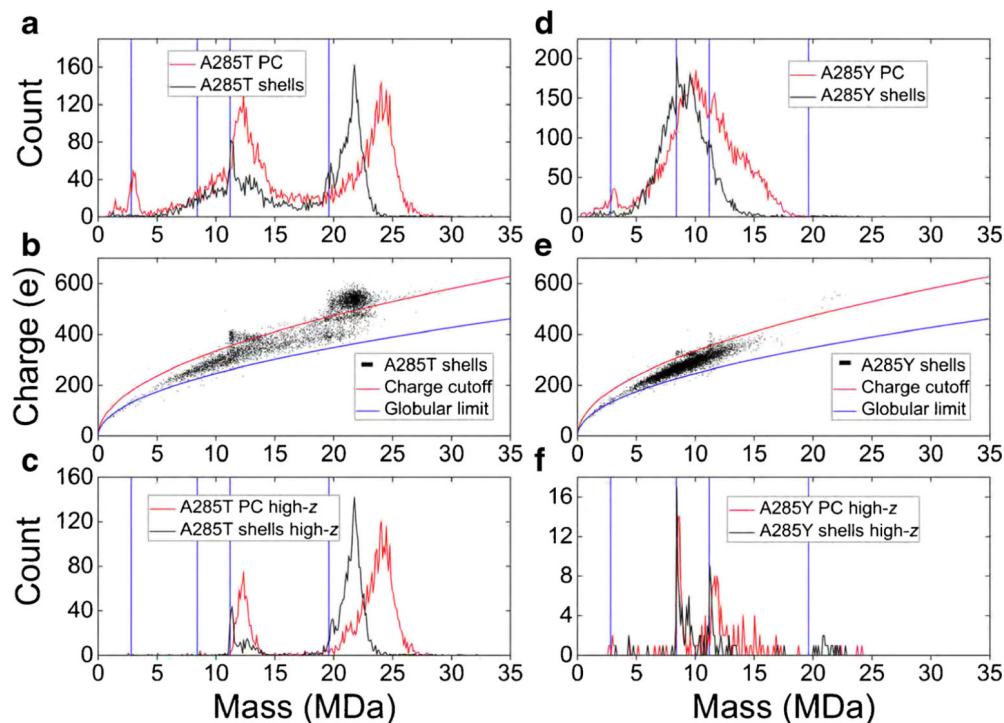 a
160
120
80
40
0
Count
A285T PC
A285T shells
0 5 10 15 20 25 30 35
b
600
400
200
0
Charge (e)
A285T shells
Charge cutoff
Globular limit
0 5 10 15 20 25 30 35
c
160
120
80
40
0
Count
A285T PC high-z
A285T shells high-z
0 5 10 15 20 25 30 35
Mass (MDa)
d
200
150
100
50
0
A285Y PC
A285Y shells
0 5 10 15 20 25 30 35
e
600
400
200
0
A285Y shells
Charge cutoff
Globular limit
0 5 10 15 20 25 30 35
f
16
12
8
4
0
A285Y PC high-z
A285Y shells high-z
0 5 10 15 20 25 30 35
Mass (MDa)